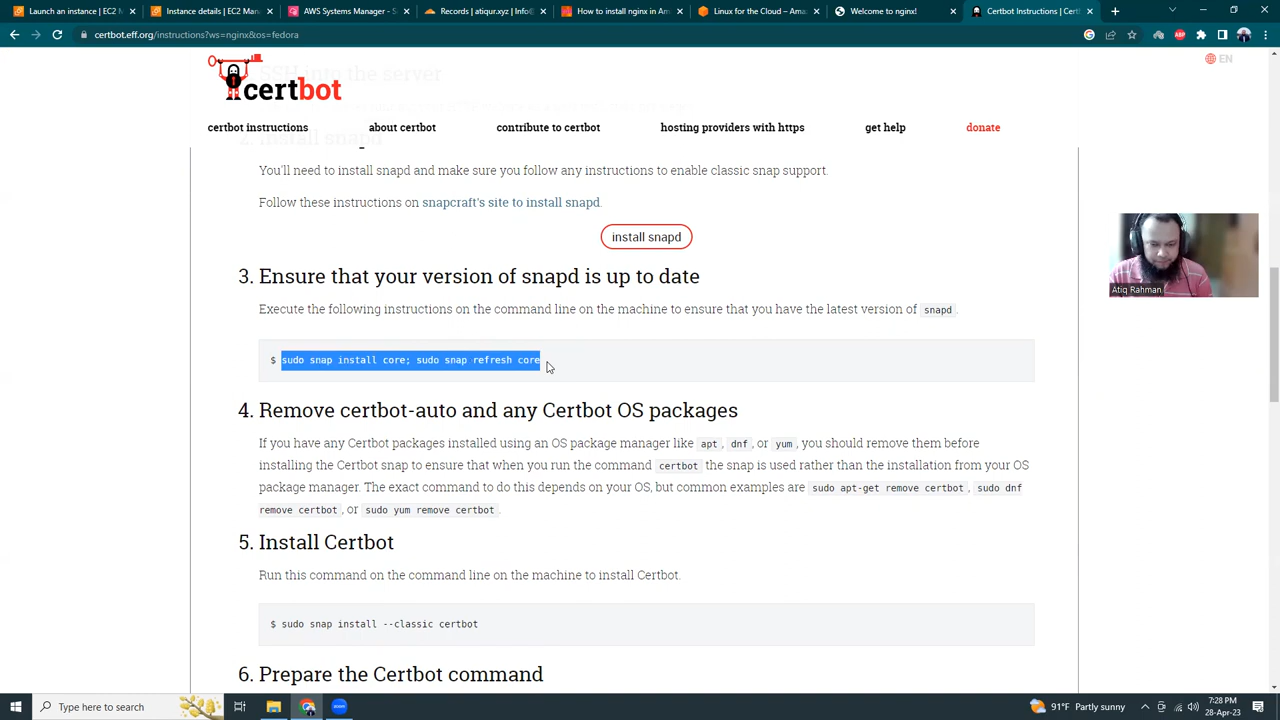 Launch an instance | EC2 M
Instance details | EC2 Manag
AWS Systems Manager - S
Records | atiqur.xyz | Clou
How to install nginx in Am
Linux for the Cloud – Amaz
Welcome to nginx!
Certbot Instructions | Cert
certbot.eff.org/instructions?ws=nginx&os=fedora
SSH into the server
certbot
EN
certbot instructions
about certbot
contribute to certbot
hosting providers with https
get help
donate
2. Install snapd
You'll need to install snapd and make sure you follow any instructions to enable classic snap support.
Follow these instructions on snapcraft's site to install snapd.
install snapd
3. Ensure that your version of snapd is up to date
Execute the following instructions on the command line on the machine to ensure that you have the latest version of snapd.
$ sudo snap install core; sudo snap refresh core
Atiq Rahman
4. Remove certbot-auto and any Certbot OS packages
If you have any Certbot packages installed using an OS package manager like apt, dnf, or yum, you should remove them before
installing the Certbot snap to ensure that when you run the command certbot the snap is used rather than the installation from your OS
package manager. The exact command to do this depends on your OS, but common examples are sudo apt-get remove certbot, sudo dnf
remove certbot, or sudo yum remove certbot.
5. Install Certbot
Run this command on the command line on the machine to install Certbot.
$ sudo snap install --classic certbot
6. Prepare the Certbot command
Type here to search
91°F Partly sunny
7:28 PM
28-Apr-23